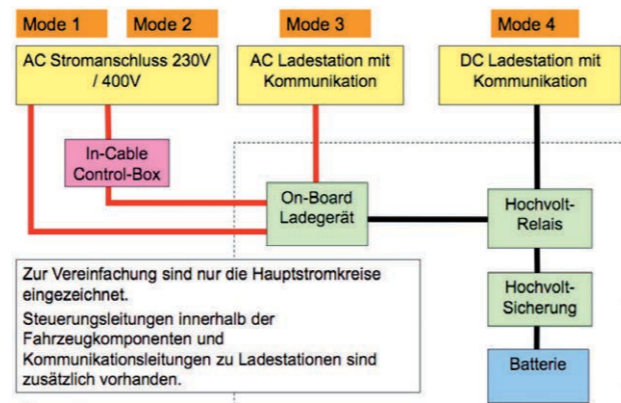 Mode 1
Mode 2
Mode 3
Mode 4
AC Stromanschluss 230V
/ 400V
AC Ladestation mit
Kommunikation
DC Ladestation mit
Kommunikation
In-Cable
Control-Box
On-Board
Ladegerät
Hochvolt-
Relais
Hochvolt-
Sicherung
Batterie
Zur Vereinfachung sind nur die Hauptstromkreise
eingezeichnet.
Steuerungsleitungen innerhalb der
Fahrzeugkomponenten und
Kommunikationsleitungen zu Ladestationen sind
zusätzlich vorhanden.